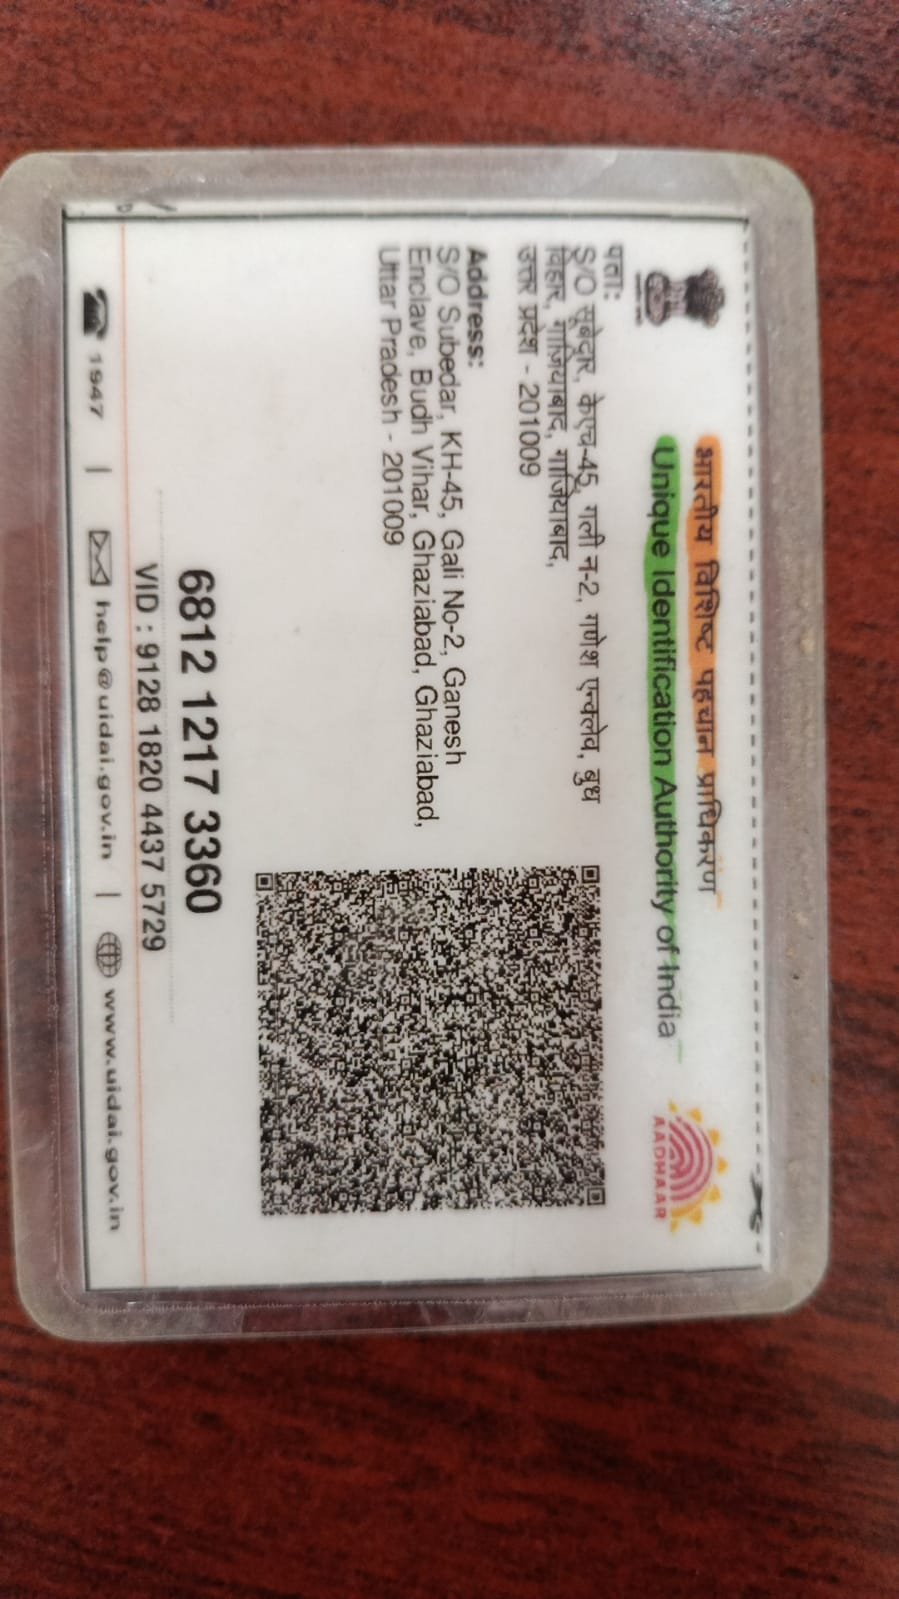 भारतीय विशिष्ट पहचान प्राधिकरण
Unique Identification Authority of India
AADHAAR
पता:
S/O सूबेदार, केएच-45, गली न-2, गणेश एन्क्लेव, बुध
विहार, गाजियाबाद, गाजियाबाद,
उत्तर प्रदेश - 201009
Address:
S/O Subedar, KH-45, Gali No-2, Ganesh
Enclave, Budh Vihar, Ghaziabad, Ghaziabad,
Uttar Pradesh - 201009
6812 1217 3360
VID : 9128 1820 4437 5729
1947 | help@uidai.gov.in | www.uidai.gov.in